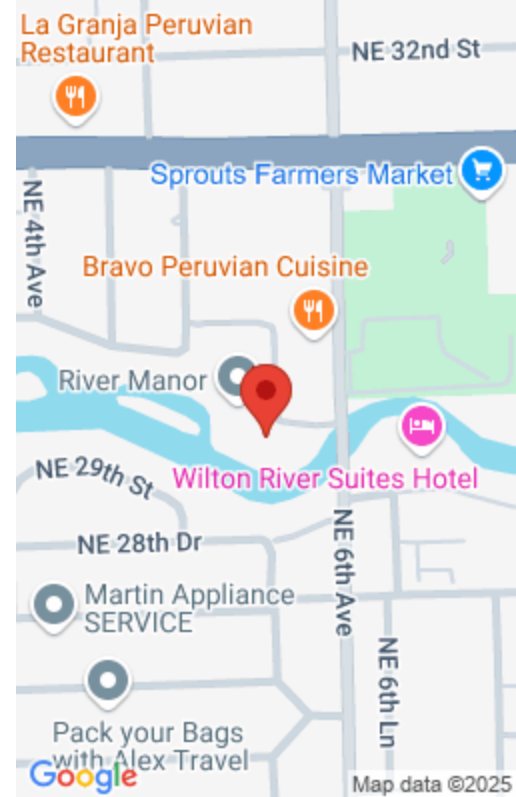 La Granja Peruvian
Restaurant
NE 32nd St
Sprouts Farmers Market
NE 4th Ave
Bravo Peruvian Cuisine
River Manor
Wilton River Suites Hotel
NE 29th St
NE 28th Dr
NE 6th Ave
Martin Appliance
SERVICE
NE 6th Ln
Pack your Bags
with Alex Travel
Google
Map data ©2025